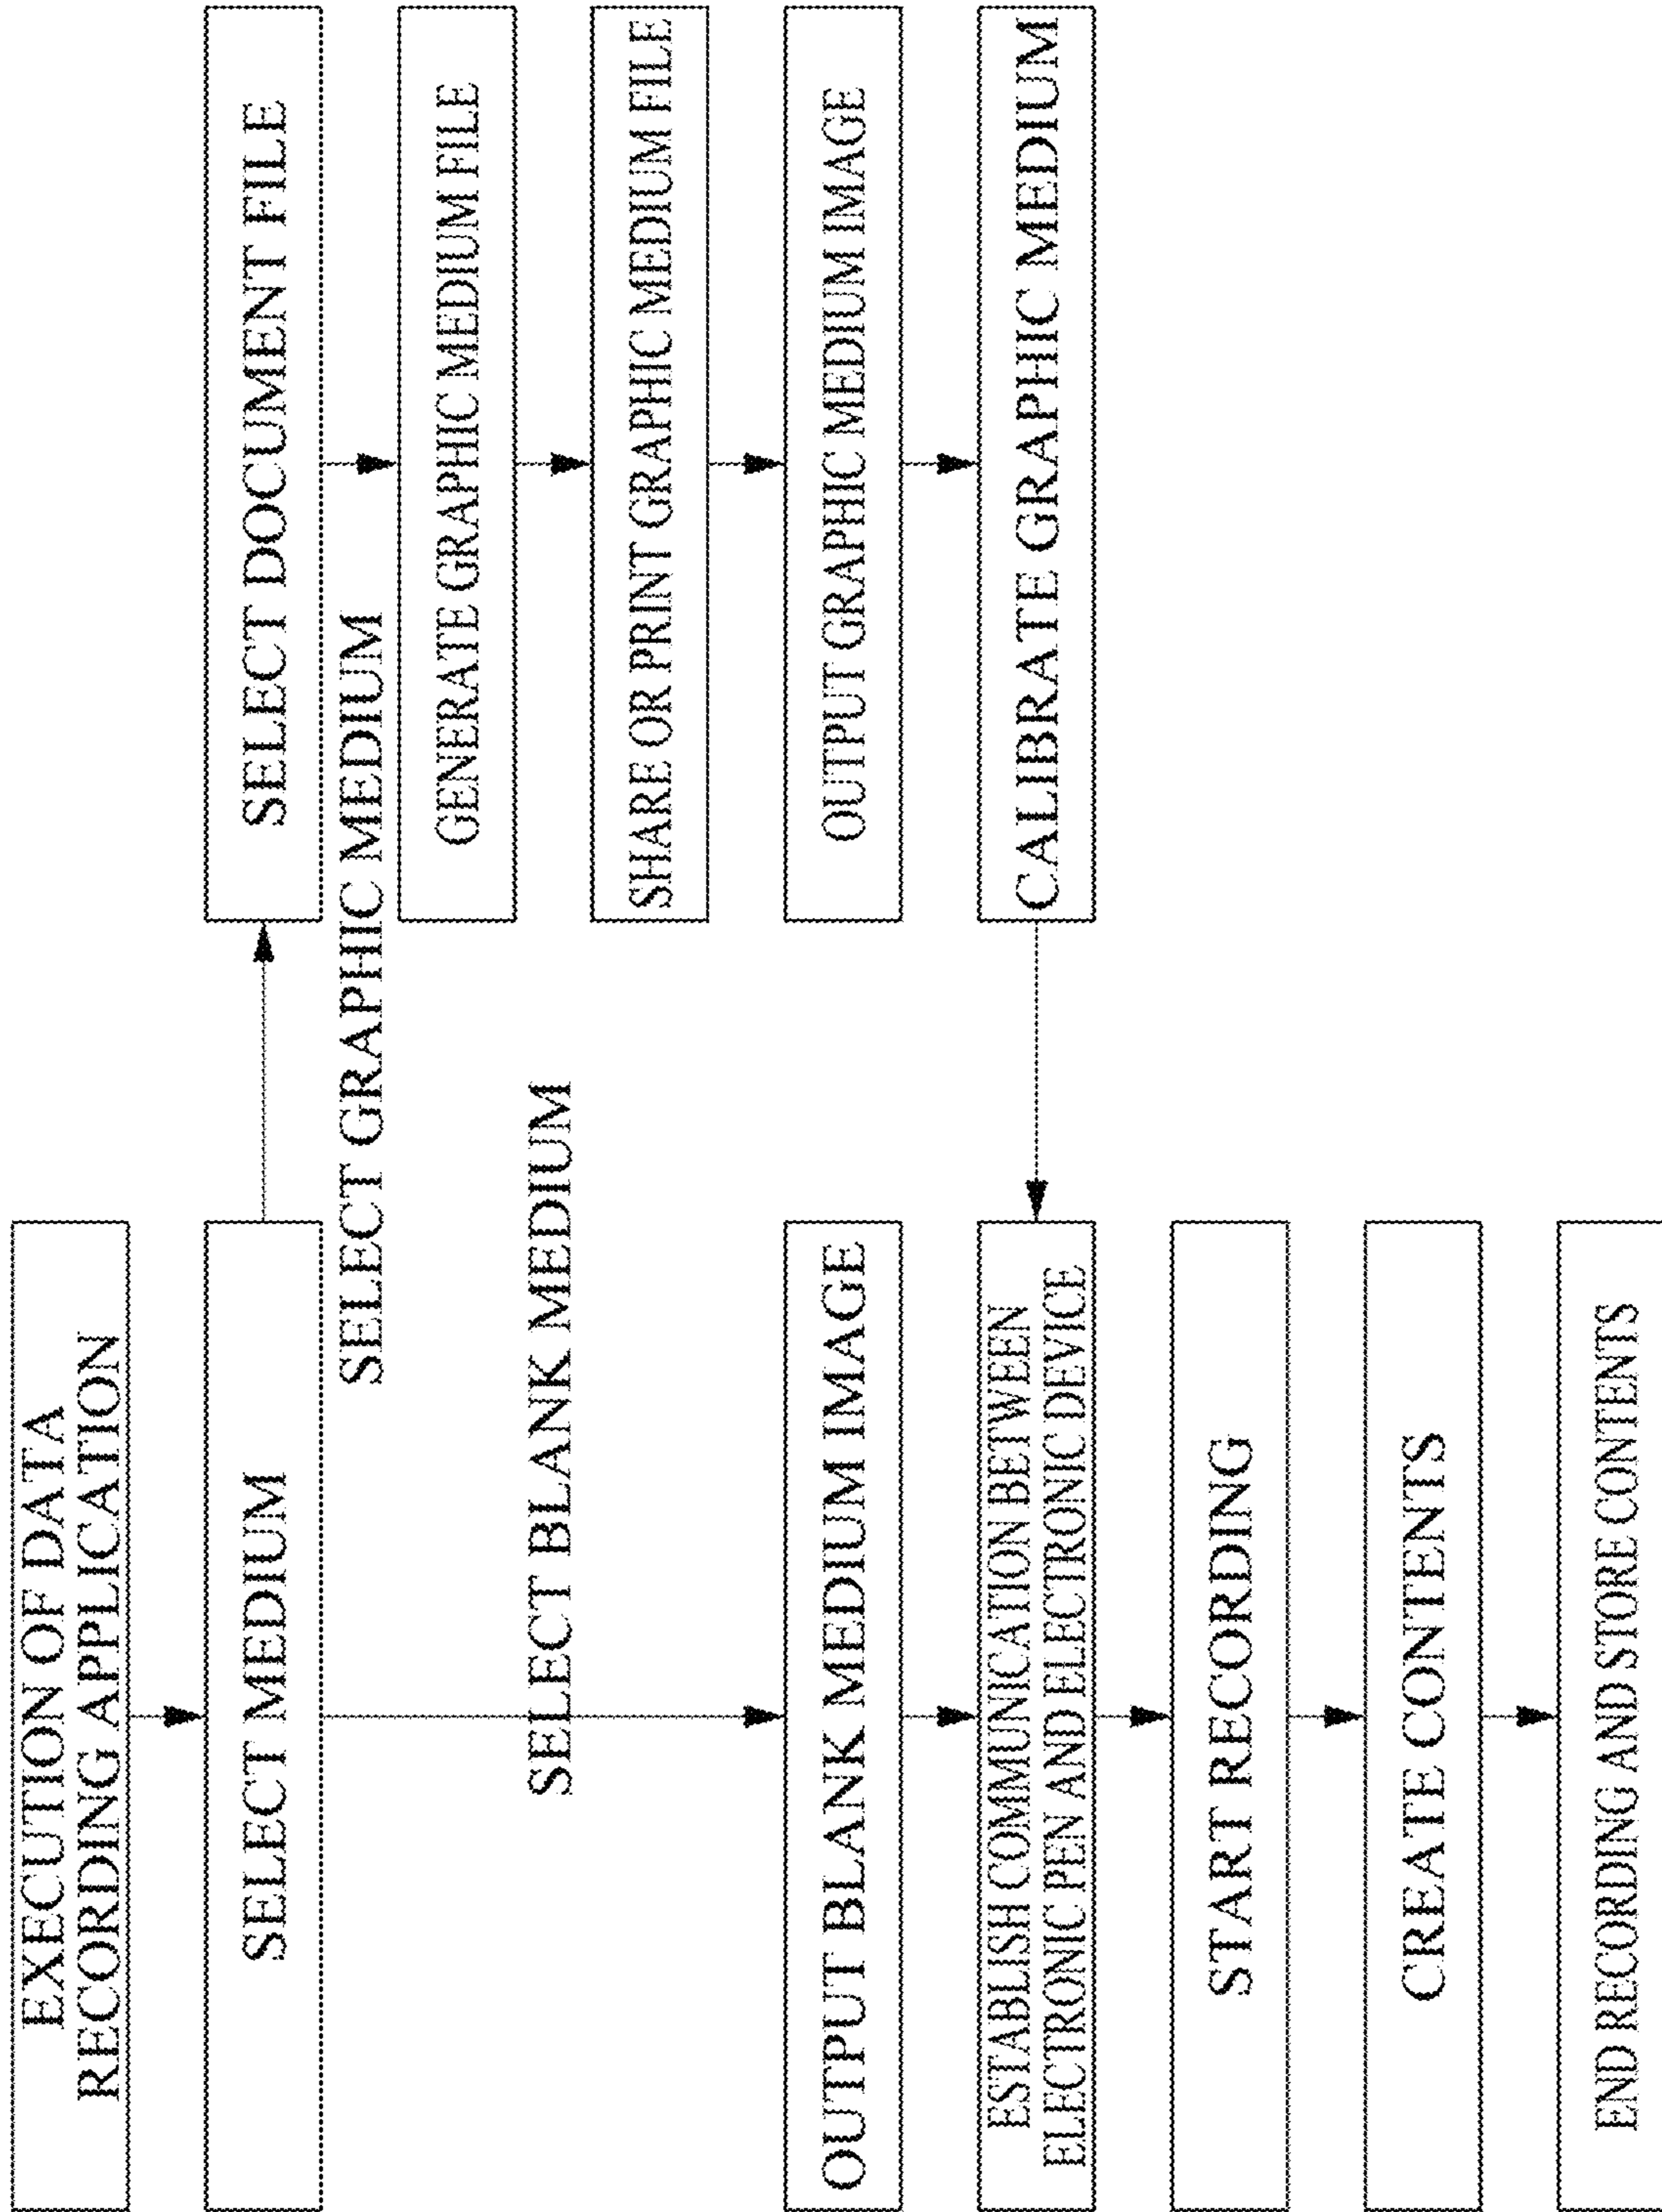 EXECUTION OF DATA
RECORDING APPLICATION
SELECT MEDIUM
SELECT GRAPHIC MEDIUM
SELECT BLANK MEDIUM
SELECT DOCUMENT FILE
GENERATE GRAPHIC MEDIUM FILE
SHARE OR PRINT GRAPHIC MEDIUM FILE
OUTPUT GRAPHIC MEDIUM IMAGE
CALIBRATE GRAPHIC MEDIUM
OUTPUT BLANK MEDIUM IMAGE
ESTABLISH COMMUNICATION BETWEEN
ELECTRONIC PEN AND ELECTRONIC DEVICE
START RECORDING
CREATE CONTENTS
END RECORDING AND STORE CONTENTS